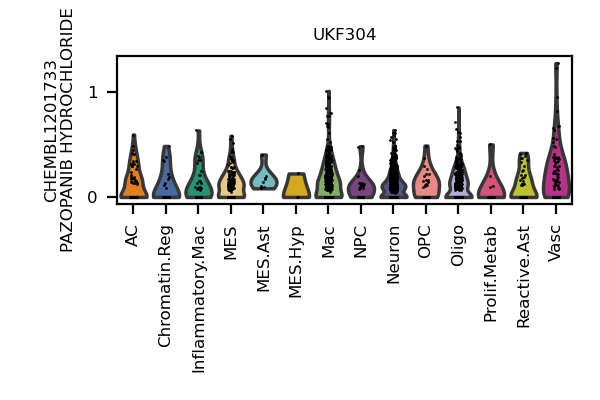 UKF304
CHEMBL1201733
PAZOPANIB HYDROCHLORIDE
1
0
AC
Chromatin.Reg
Inflammatory.Mac
MES
MES.Ast
MES.Hyp
Mac
NPC
Neuron
OPC
Oligo
Prolif.Metab
Reactive.Ast
Vasc